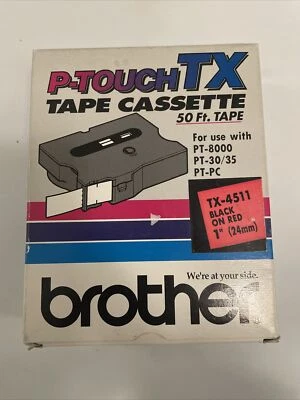 P-TOUCH TX
TAPE CASSETTE
50 Ft. TAPE
For use with
PT-8000
PT-30/35
PT-PC
TX-4511
BLACK
ON RED
1" (24mm)
We're at your side.
brother